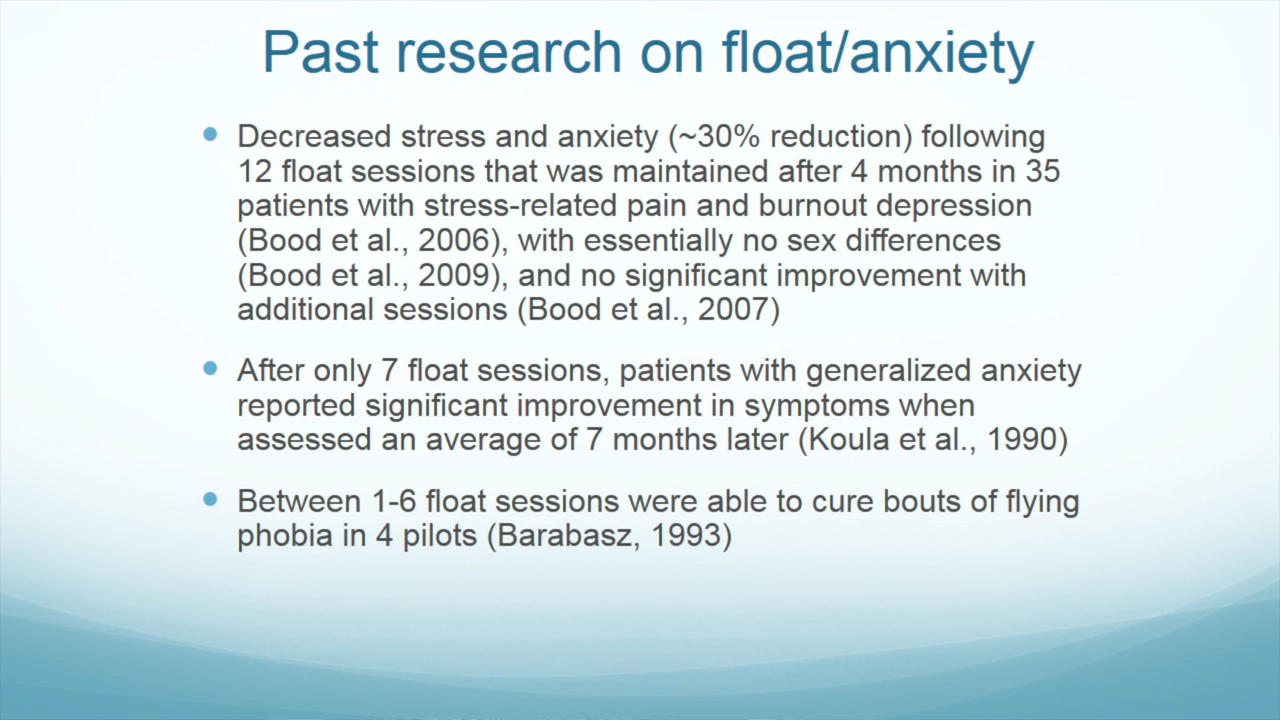 Past research on float/anxiety
• Decreased stress and anxiety (~30% reduction) following
12 float sessions that was maintained after 4 months in 35
patients with stress-related pain and burnout depression
(Bood et al., 2006), with essentially no sex differences
(Bood et al., 2009), and no significant improvement with
additional sessions (Bood et al., 2007)
• After only 7 float sessions, patients with generalized anxiety
reported significant improvement in symptoms when
assessed an average of 7 months later (Koula et al., 1990)
• Between 1-6 float sessions were able to cure bouts of flying
phobia in 4 pilots (Barabasz, 1993)